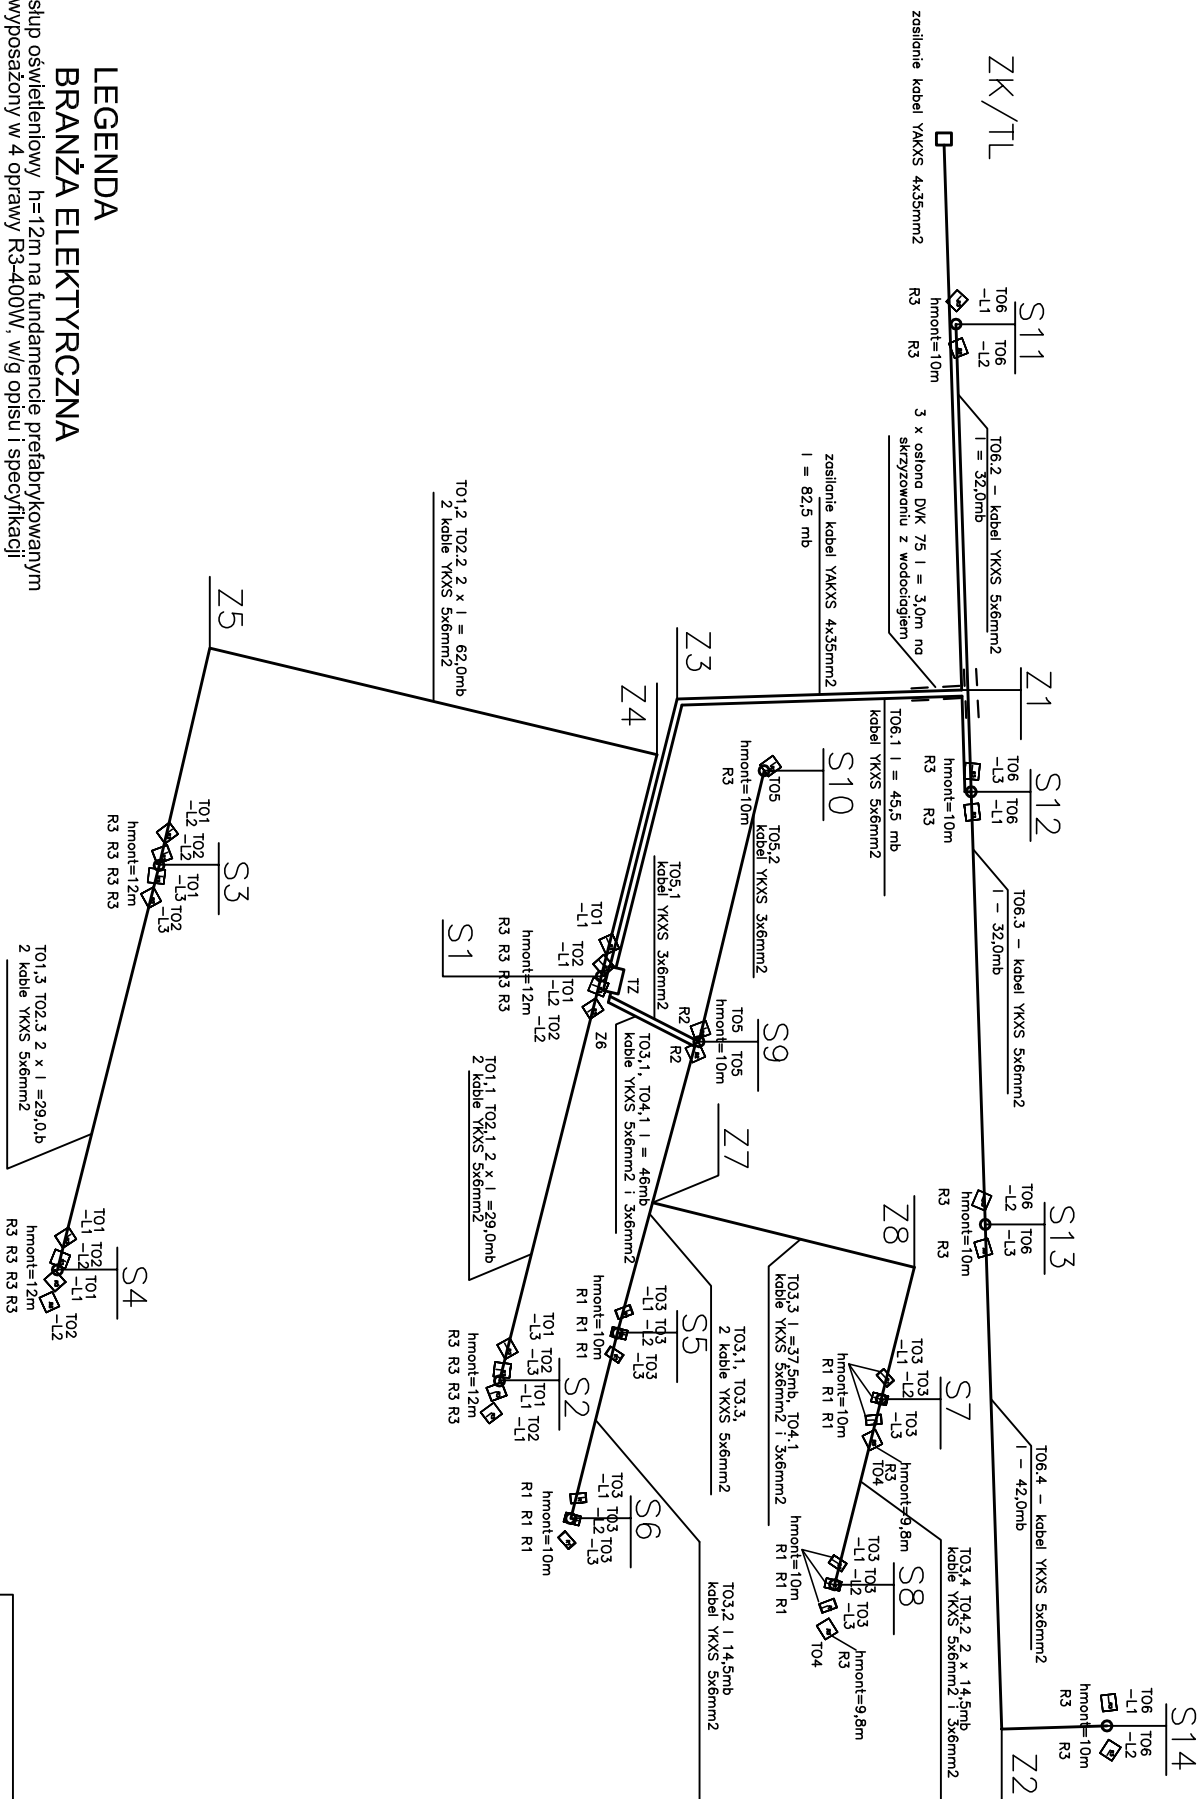 ZK/TL
zasilanie kabel YAKXS 4x35mm2
S11
T06 T06
-L1 -L2
hmont=10m
R3 R3
T06.2 - kabel YKXS 5x6mm2
l = 32,0mb
3 x osłona DVK 75 l = 3,0m na
skrzyżowaniu z wodociągiem
zasilanie kabel YAKXS 4x35mm2
l = 82,5 mb
Z1
S12
T06 T06
-L3 -L1
hmont=10m
R3 R3
T06.1 l = 45,5 mb
kabel YKXS 5x6mm2
T06.3 - kabel YKXS 5x6mm2
l - 32,0mb
S13
T06 T06
-L2 -L3
hmont=10m
R3 R3
T06.4 - kabel YKXS 5x6mm2
l - 42,0mb
S14
T06 T06
-L1 -L2
hmont=10m
R3 R3
Z2
Z3
Z4
S10
T05
hmont=10m
R3
T05,2
kabel YKXS 3x6mm2
T05,1
kabel YKXS 3x6mm2
S9
T05 T05
hmont=10m
R2 R2
Z7
Z8
T03,1, T04,1 l = 46mb
kable YKXS 5x6mm2 i 3x6mm2
S7
T03 T03 T03
-L1 -L2 -L3
hmont=10m
R1 R1 R1
hmont=9,8m
R3
T04
T03,3 l =37,5mb, T04.1
kable YKXS 5x6mm2 i 3x6mm2
S8
T03 T03 T03
-L1 -L2 -L3
hmont=10m
R1 R1 R1
hmont=9,8m
R3
T04
T03,4 T04.2 2 x 14,5mb
kable YKXS 5x6mm2 i 3x6mm2
T03,1, T03.3,
2 kable YKXS 5x6mm2
S5
T03 T03 T03
-L1 -L2 -L3
hmont=10m
R1 R1 R1
S6
T03 T03 T03
-L1 -L2 -L3
hmont=10m
R1 R1 R1
T03,2 l 14,5mb
kabel YKXS 5x6mm2
TZ
Z6
S1
T01 T02 T01 T02
-L1 -L1 -L2 -L2
hmont=12m
R3 R3 R3 R3
T01,1 T02,1 2 x l =29,0mb
2 kable YKXS 5x6mm2
S2
T01 T02 T01 T02
-L3 -L3 -L1 -L1
hmont=12m
R3 R3 R3 R3
T01,2 T02.2 2 x l = 62,0mb
2 kable YKXS 5x6mm2
Z5
S3
T01 T02 T01 T02
-L2 -L2 -L3 -L3
hmont=12m
R3 R3 R3 R3
T01,3 T02.3 2 x l =29,0,b
2 kable YKXS 5x6mm2
S4
T01 T02 T01 T02
-L1 -L2 -L1 -L2
hmont=12m
R3 R3 R3 R3
LEGENDA
BRANŻA ELEKTYRCZNA
słup oświetleniowy h=12m na fundamencie prefabrykowanym
wyposażony w 4 oprawy R3-400W, w/g opisu i specyfikacji